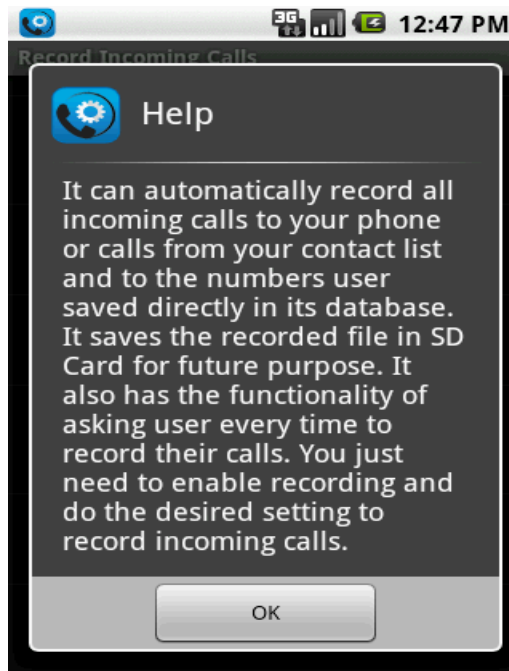 3G 12:47 PM
Record Incoming Calls
Help
It can automatically record all
incoming calls to your phone
or calls from your contact list
and to the numbers user
saved directly in its database.
It saves the recorded file in SD
Card for future purpose. It
also has the functionality of
asking user every time to
record their calls. You just
need to enable recording and
do the desired setting to
record incoming calls.
OK